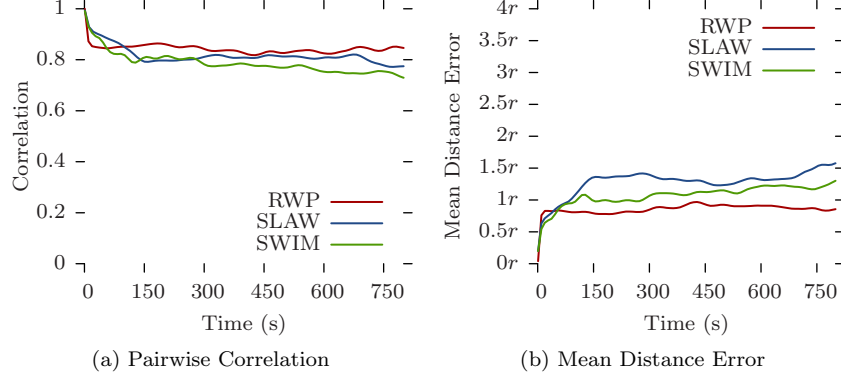 1
0.8
0.6
0.4
0.2
0
Correlation
RWP
SLAW
SWIM
0 150 300 450 600 750
Time (s)
(a) Pairwise Correlation
4r
3.5r
3r
2.5r
2r
1.5r
1r
0.5r
0r
Mean Distance Error
RWP
SLAW
SWIM
0 150 300 450 600 750
Time (s)
(b) Mean Distance Error